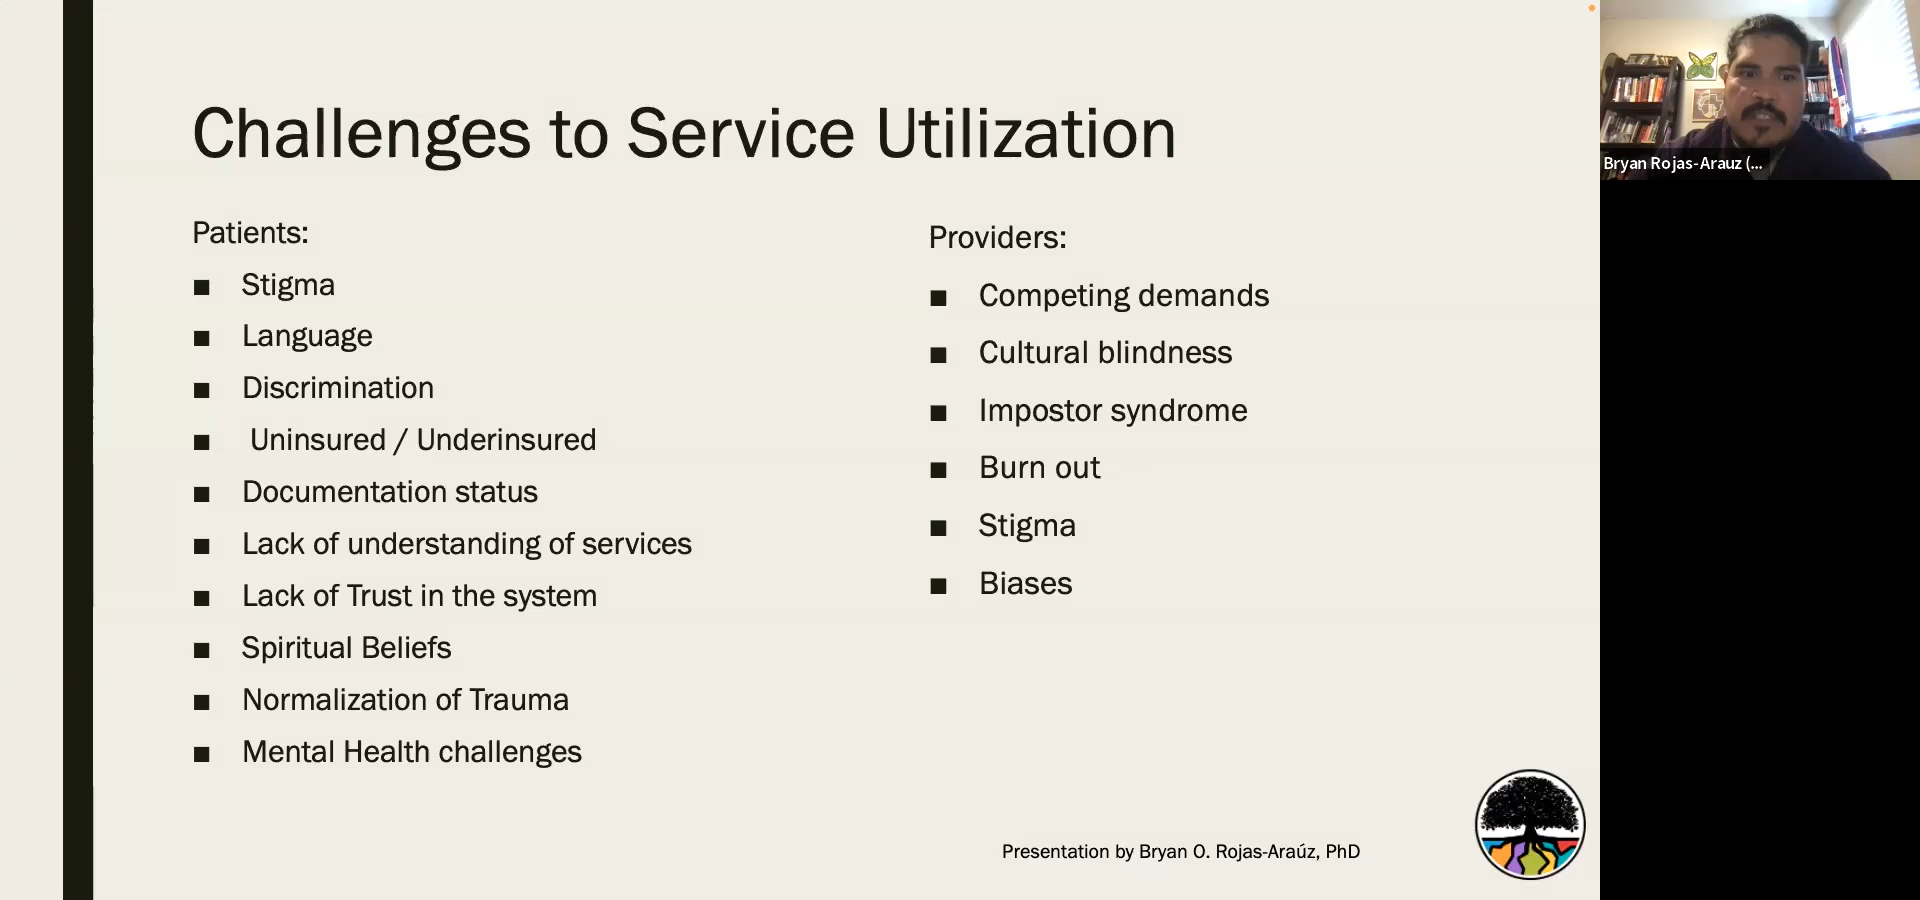 Challenges to Service Utilization
Patients:
■ Stigma
■ Language
■ Discrimination
■ Uninsured / Underinsured
■ Documentation status
■ Lack of understanding of services
■ Lack of Trust in the system
■ Spiritual Beliefs
■ Normalization of Trauma
■ Mental Health challenges
Providers:
■ Competing demands
■ Cultural blindness
■ Impostor syndrome
■ Burn out
■ Stigma
■ Biases
Presentation by Bryan O. Rojas-Araúz, PhD
Bryan Rojas-Arauz (...